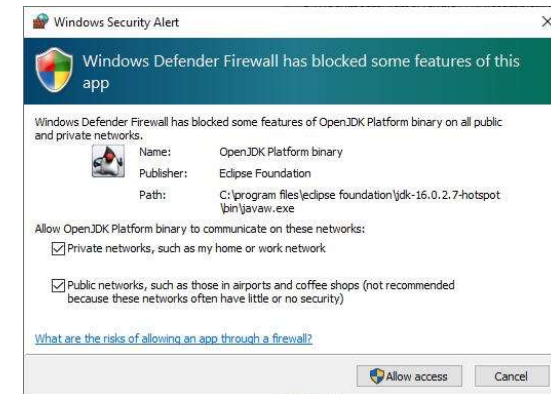 Windows Security Alert
Windows Defender Firewall has blocked some features of this
app
Windows Defender Firewall has blocked some features of OpenJDK Platform binary on all public
and private networks.
Name: OpenJDK Platform binary
Publisher: Eclipse Foundation
Path: C:\program files\eclipse foundation\jdk-16.0.2.7-hotspot
\bin\javaw.exe
Allow OpenJDK Platform binary to communicate on these networks:
Private networks, such as my home or work network
Public networks, such as those in airports and coffee shops (not recommended
because these networks often have little or no security)
What are the risks of allowing an app through a firewall?
Allow access Cancel